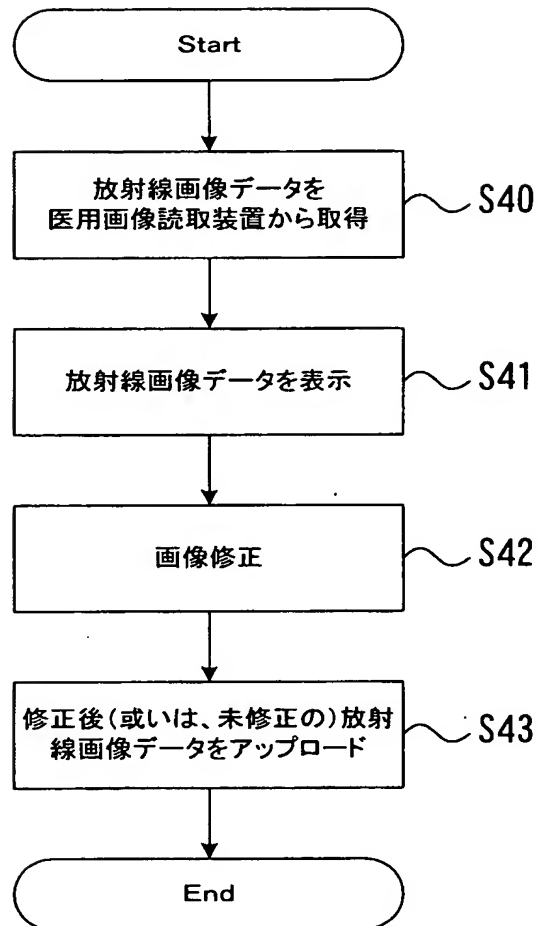 Start
放射線画像データを
医用画像読取装置から取得
S40
放射線画像データを表示
S41
画像修正
S42
修正後(或いは、未修正の)放射
線画像データをアップロード
S43
End